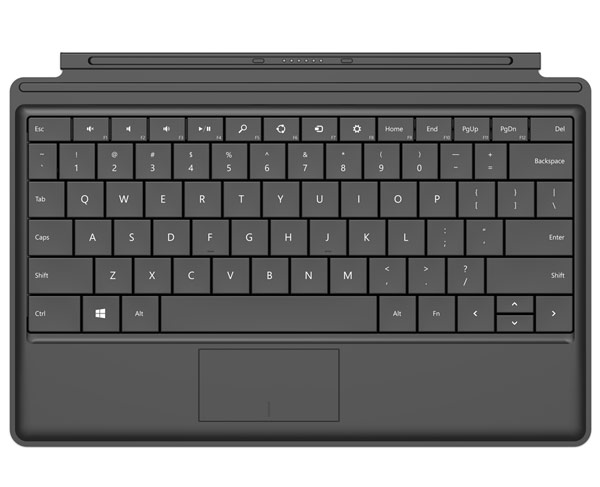 Esc F1 F2 F3 F4 F5 F6 F7 F8 Home F9 End F10 PgUp F11 PgDn F12 Del
~ ! @ # $ % ^ & * ( ) — +
` 1 2 3 4 5 6 7 8 9 0 - = Backspace
Tab Q W E R T Y U I O P { [ } ] | \
Caps A S D F G H J K L : ; " ' Enter
Shift Z X C V B N M < , > . ? / Shift
Ctrl Alt Alt Fn